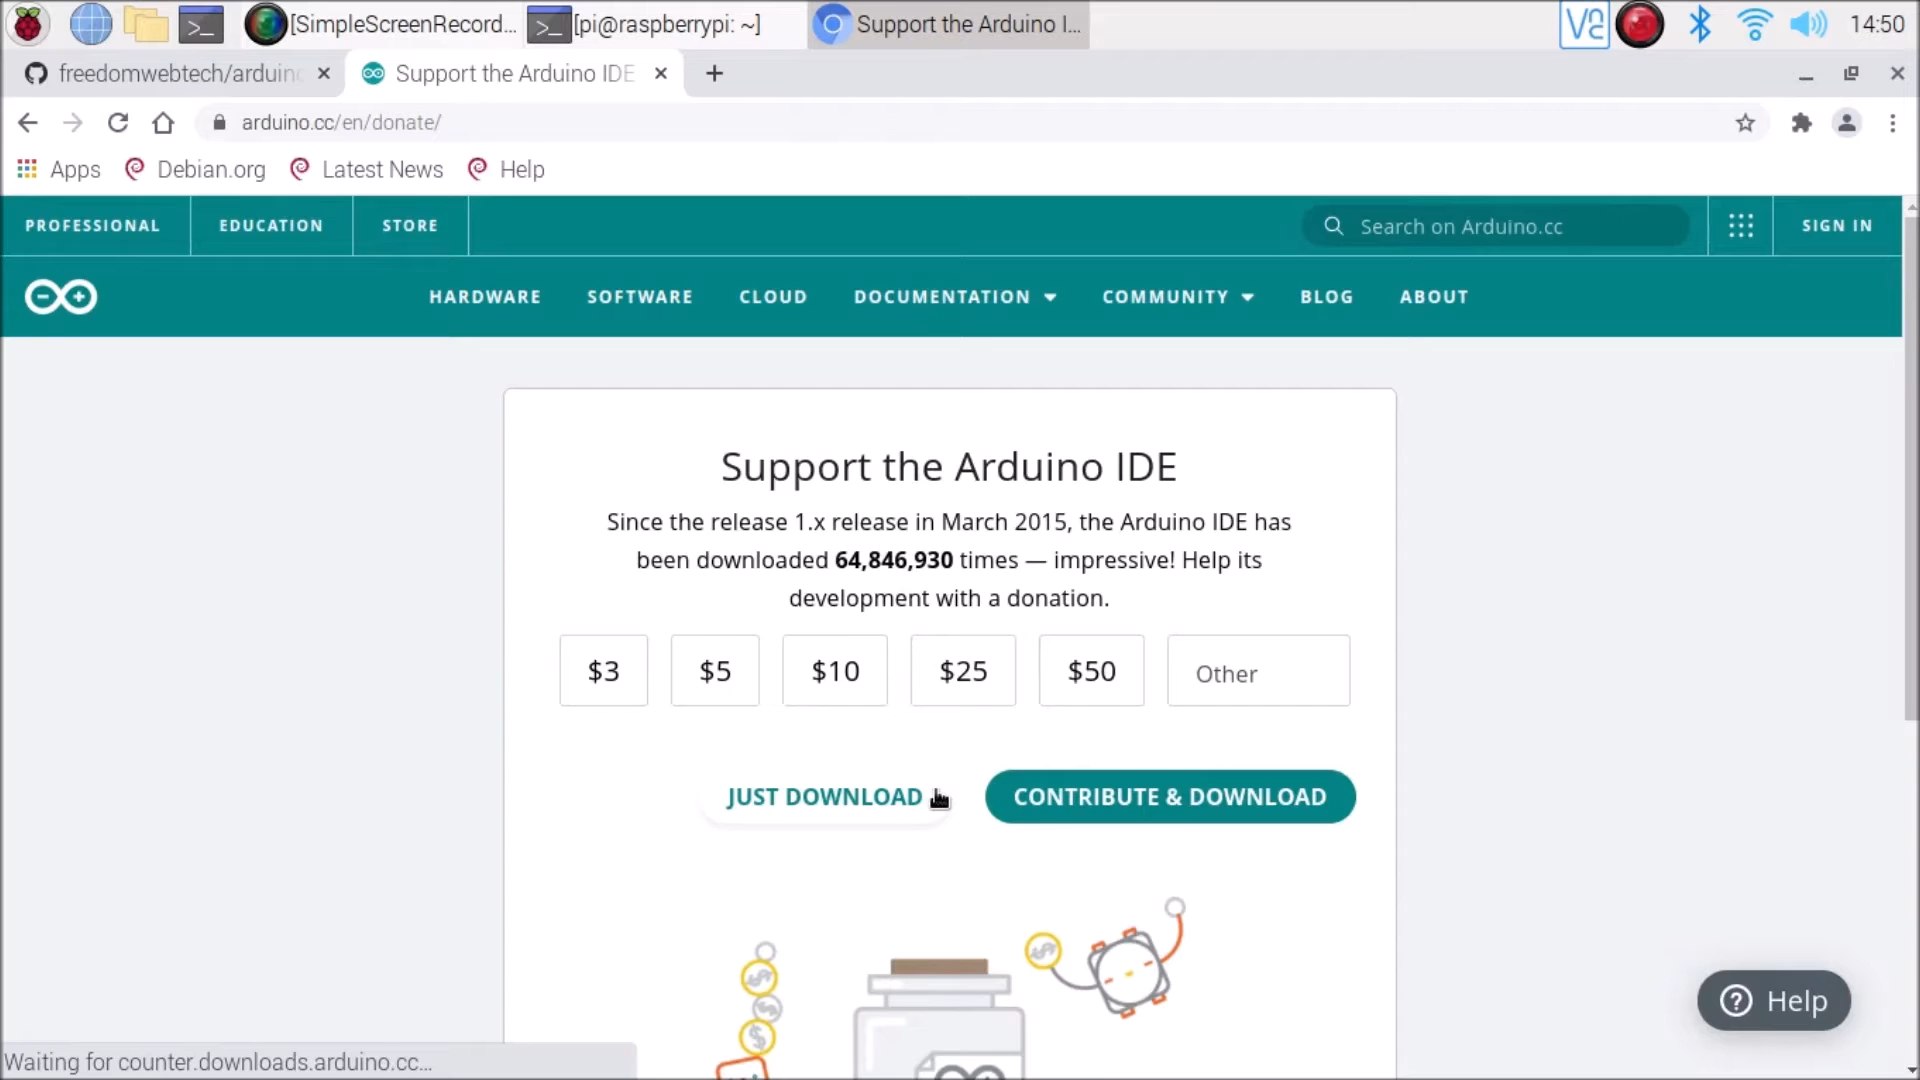 [SimpleScreenRecord...
[pi@raspberrypi: ~]
Support the Arduino I...
14:50
freedomwebtech/arduino
Support the Arduino IDE
arduino.cc/en/donate/
Apps
Debian.org
Latest News
Help
PROFESSIONAL
EDUCATION
STORE
Search on Arduino.cc
SIGN IN
HARDWARE
SOFTWARE
CLOUD
DOCUMENTATION
COMMUNITY
BLOG
ABOUT
Support the Arduino IDE
Since the release 1.x release in March 2015, the Arduino IDE has
been downloaded 64,846,930 times — impressive! Help its
development with a donation.
$3
$5
$10
$25
$50
Other
JUST DOWNLOAD
CONTRIBUTE & DOWNLOAD
Help
Waiting for counter.downloads.arduino.cc...